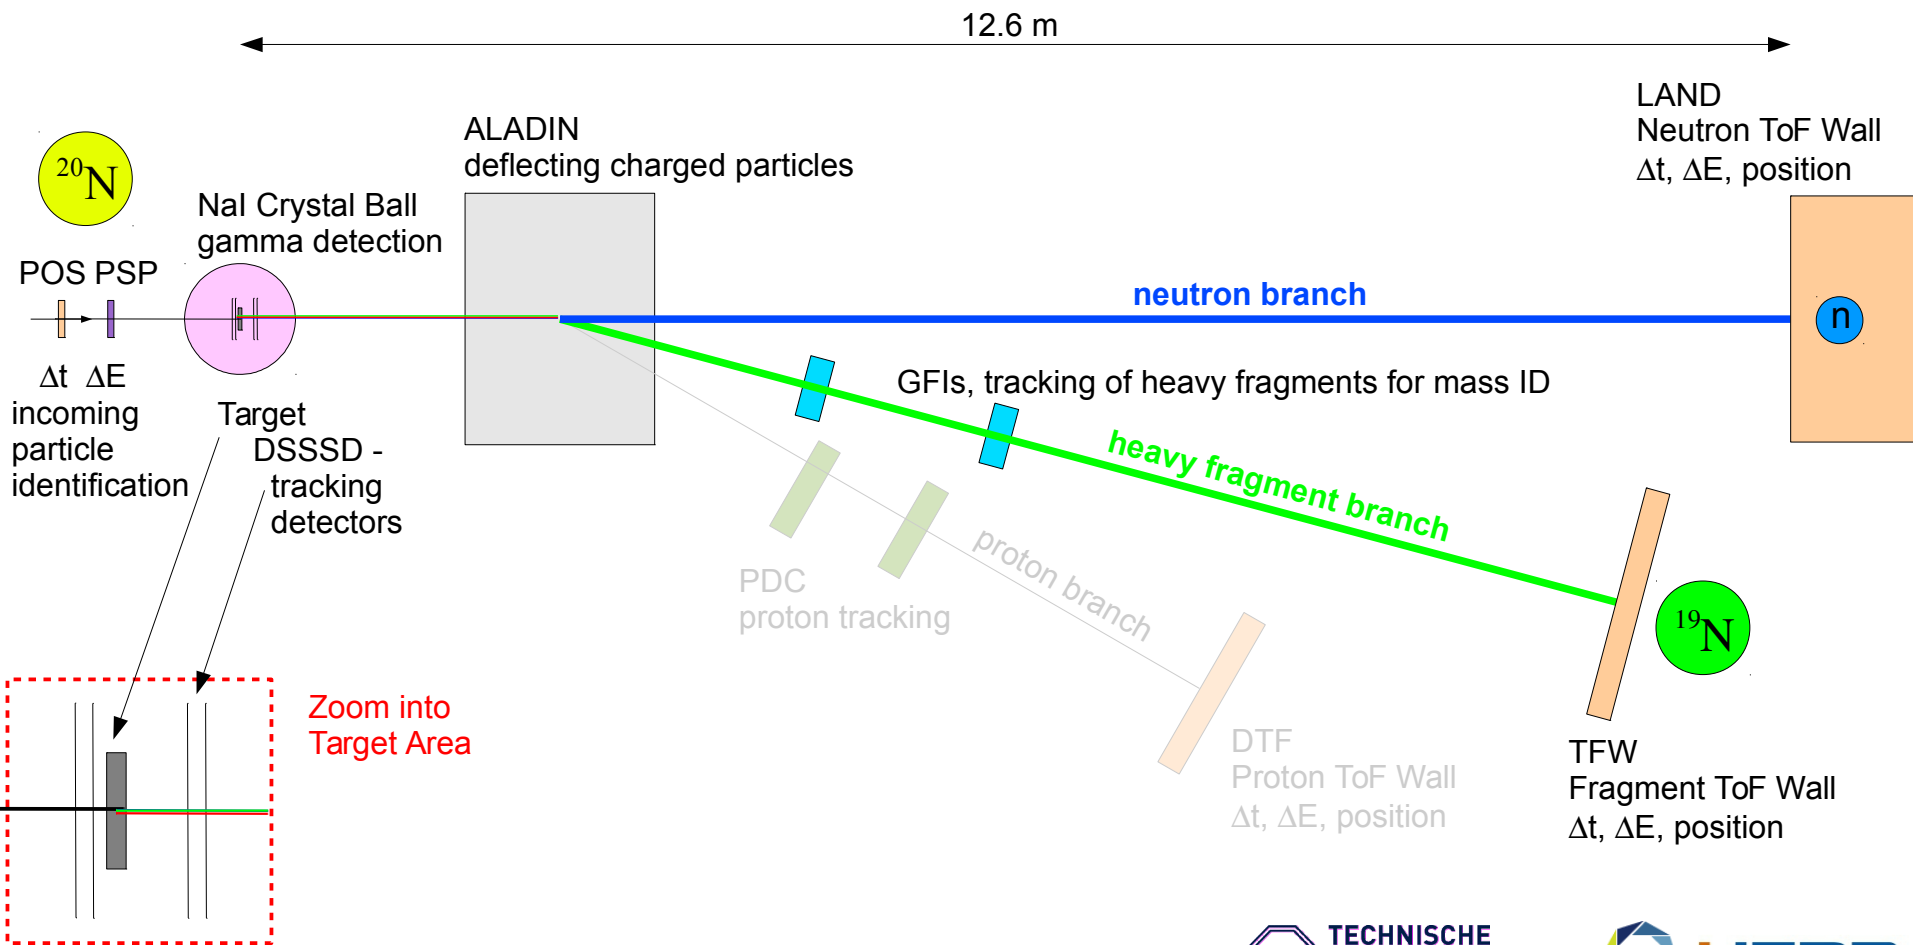 12.6 m
LAND
Neutron ToF Wall
Δt, ΔE, position
ALADIN
deflecting charged particles
20N
NaI Crystal Ball
gamma detection
POS PSP
neutron branch
n
Δt ΔE
incoming
particle
identification
Target
DSSSD -
tracking
detectors
GFIs, tracking of heavy fragments for mass ID
heavy fragment branch
proton branch
PDC
proton tracking
19N
Zoom into
Target Area
DTF
Proton ToF Wall
Δt, ΔE, position
TFW
Fragment ToF Wall
Δt, ΔE, position
TECHNISCHE